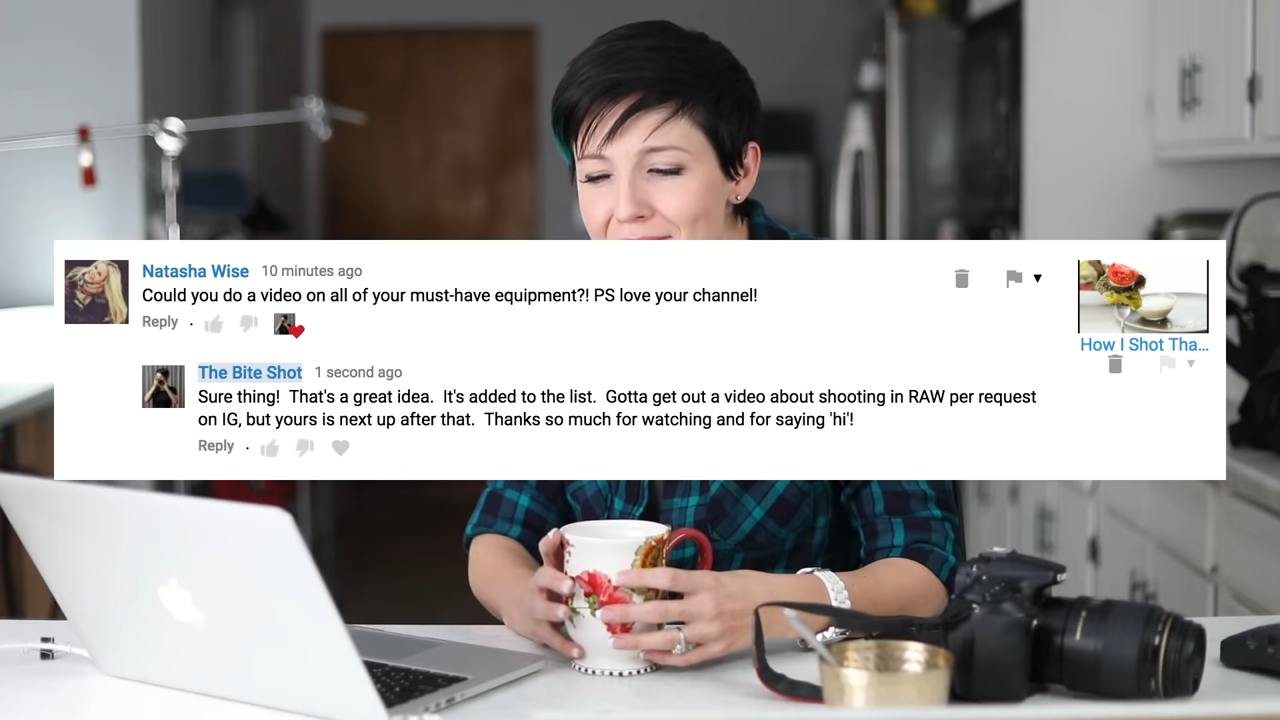 Natasha Wise 10 minutes ago
Could you do a video on all of your must-have equipment?! PS love your channel!
Reply ·
How I Shot Tha...
The Bite Shot 1 second ago
Sure thing!  That's a great idea.  It's added to the list.  Gotta get out a video about shooting in RAW per request
on IG, but yours is next up after that.  Thanks so much for watching and for saying 'hi'!
Reply ·